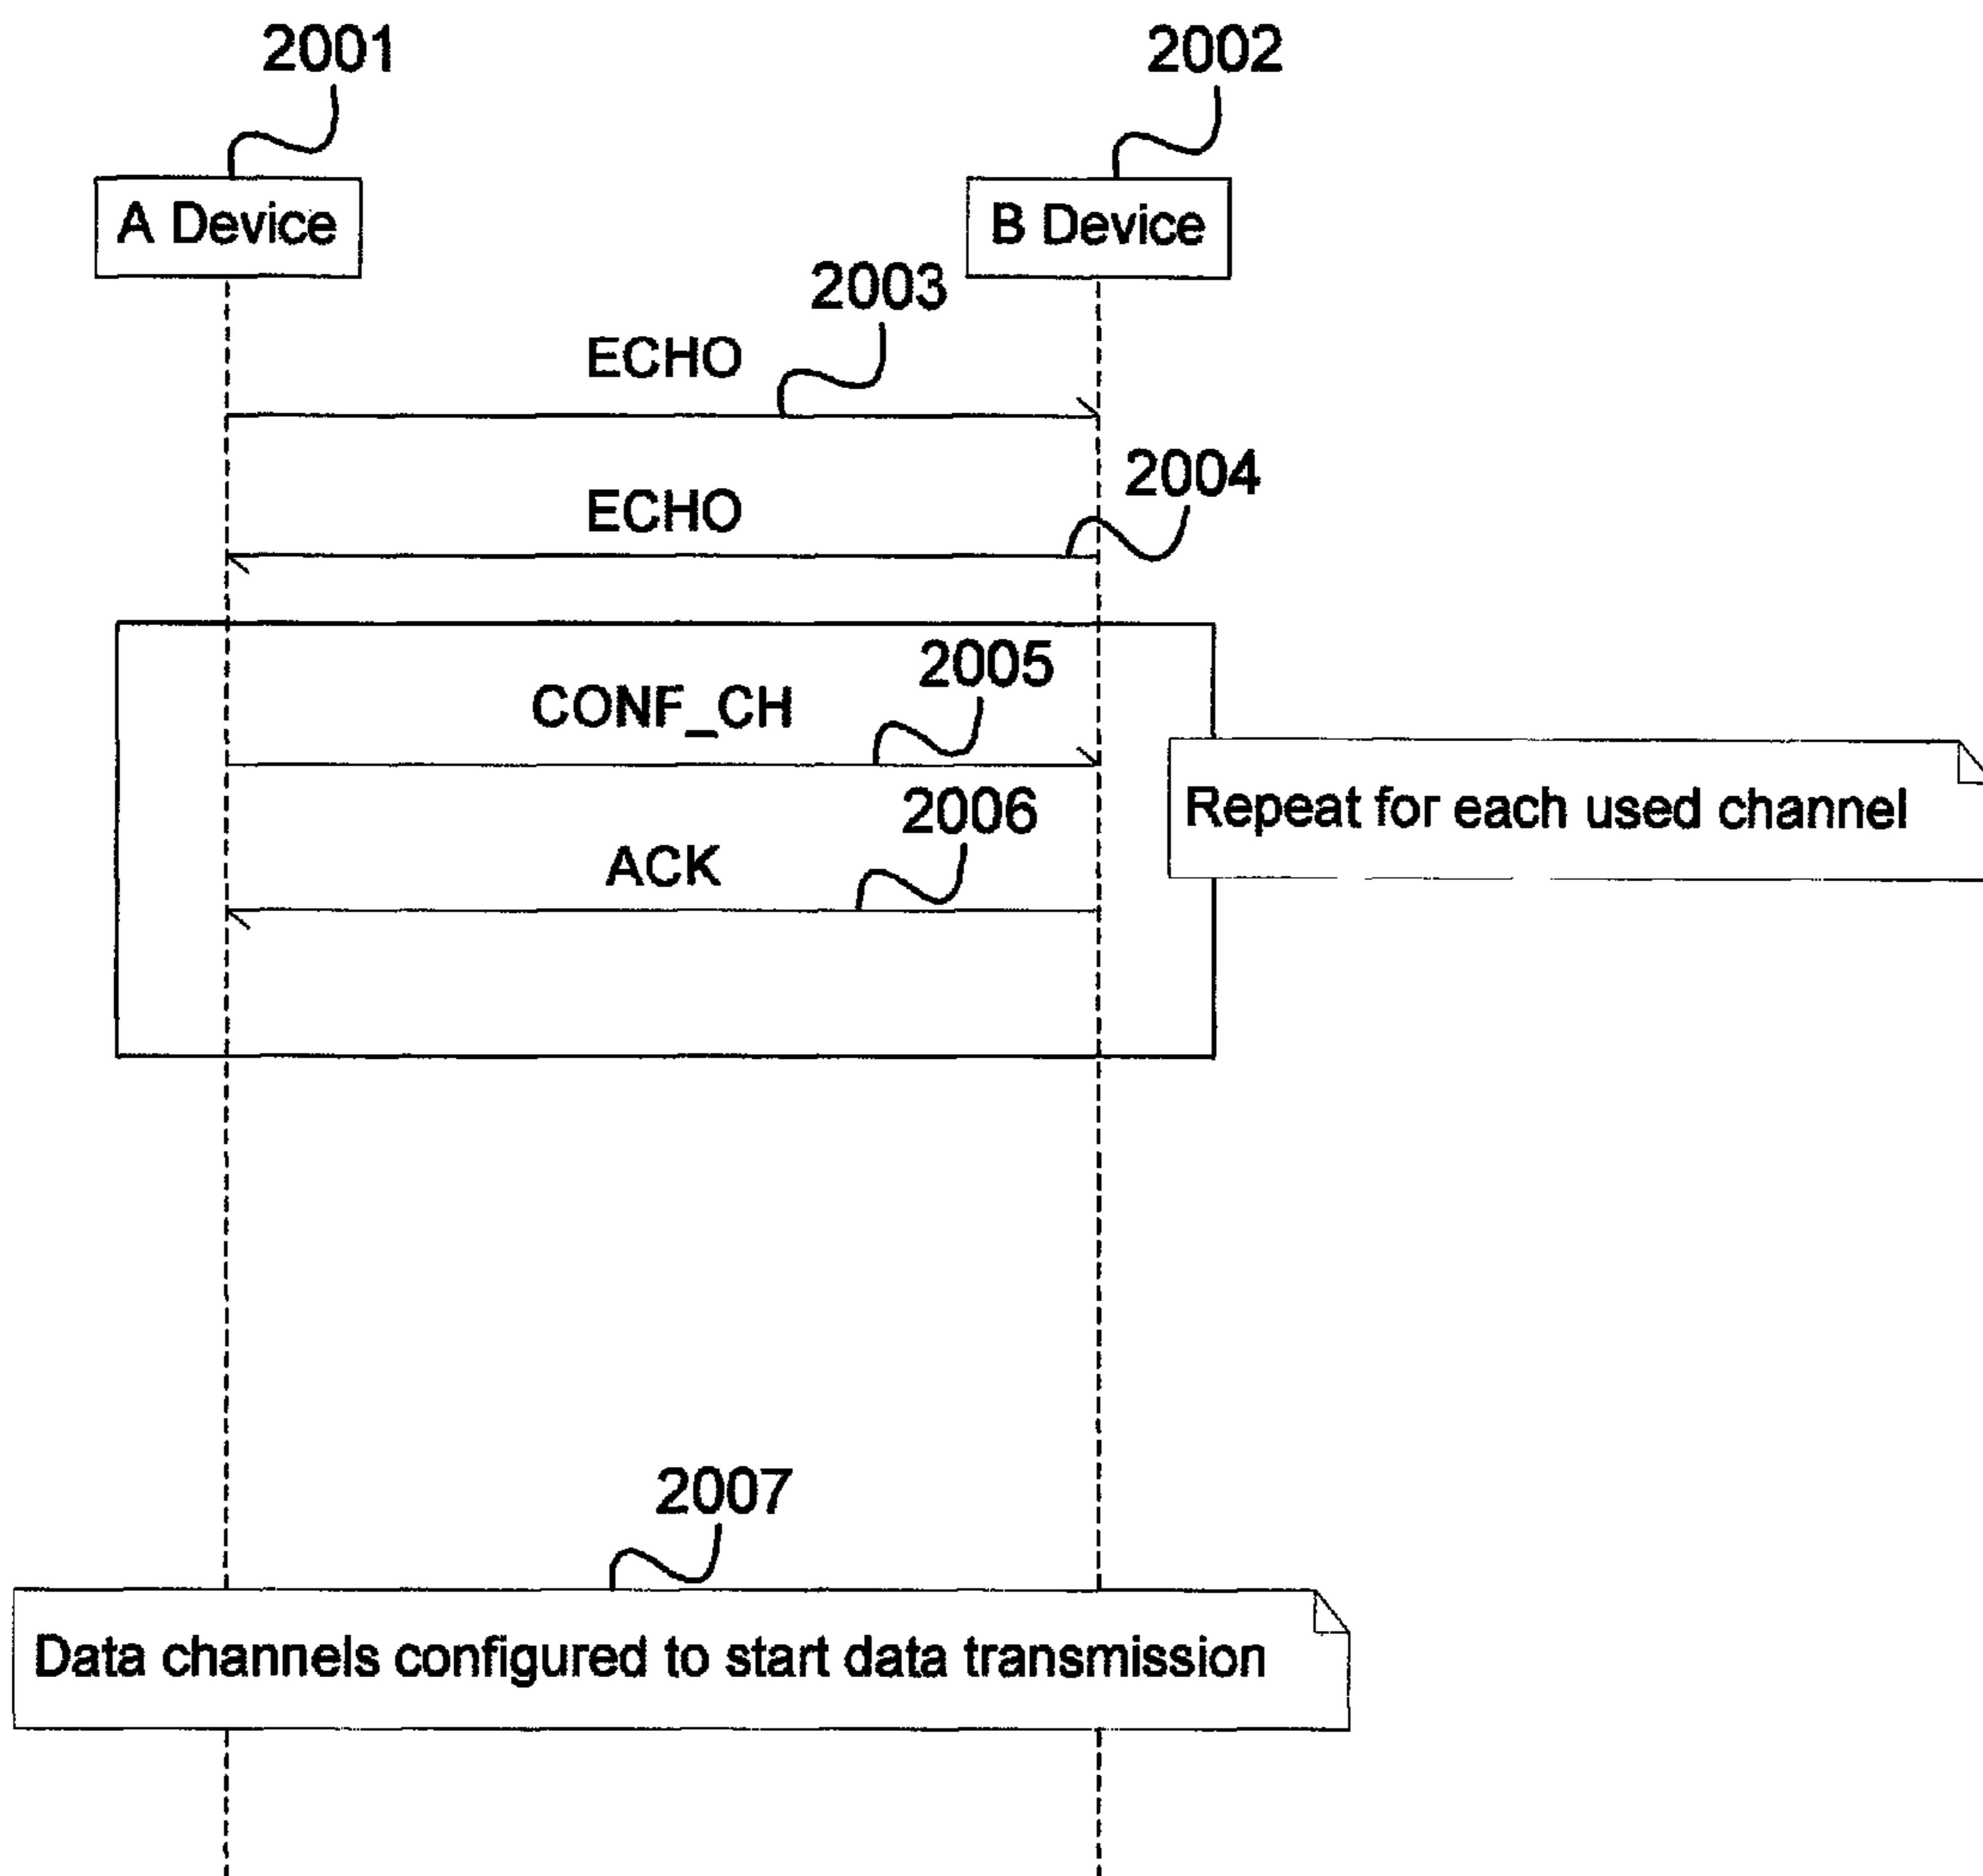 2001
2002
A Device
B Device
2003
ECHO
2004
ECHO
2005
CONF_CH
Repeat for each used channel
2006
ACK
2007
Data channels configured to start data transmission